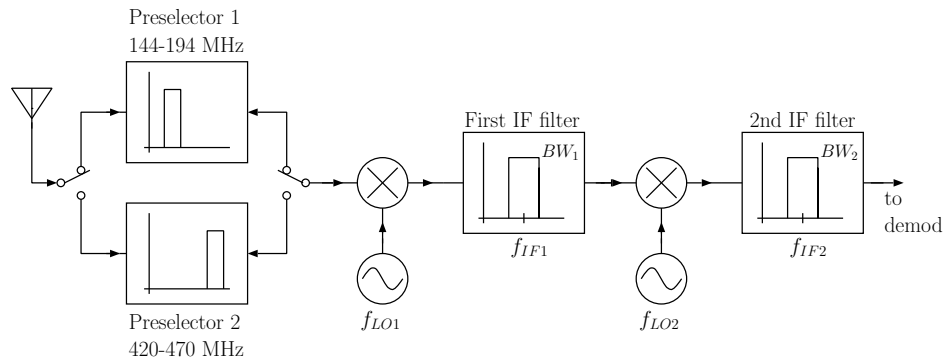 Preselector 1
144-194 MHz
First IF filter
2nd IF filter
BW1
BW2
to
demod
fIF1
fIF2
Preselector 2
420-470 MHz
fLO1
fLO2